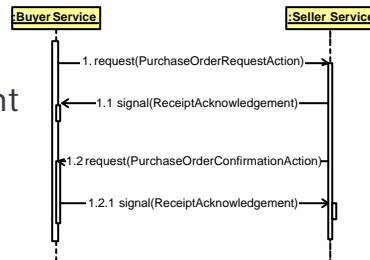 :Buyer Service
:Seller Service
1. request(PurchaseOrderRequestAction)
nt
1.1 signal(ReceiptAcknowledgement)
1.2 request(PurchaseOrderConfirmationAction)
1.2.1 signal(ReceiptAcknowledgement)